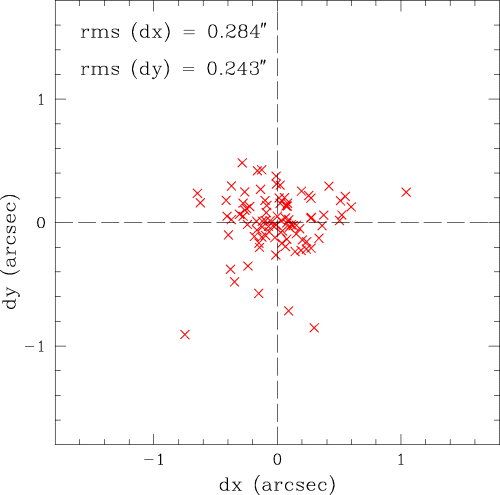 rms (dx) = 0.284"
rms (dy) = 0.243"
1
0
−1
dy (arcsec)
−1 0 1
dx (arcsec)